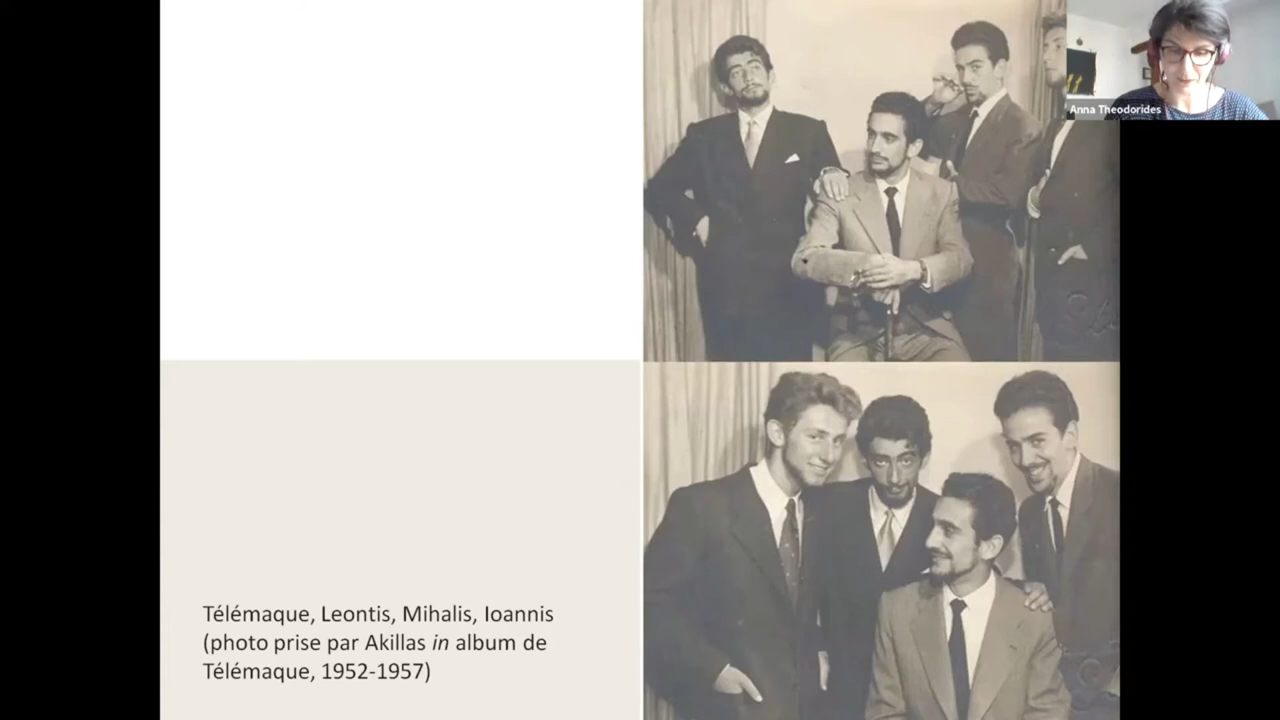 Anna Theodorides
Télémaque, Leontis, Mihalis, Ioannis
(photo prise par Akillas in album de
Télémaque, 1952-1957)